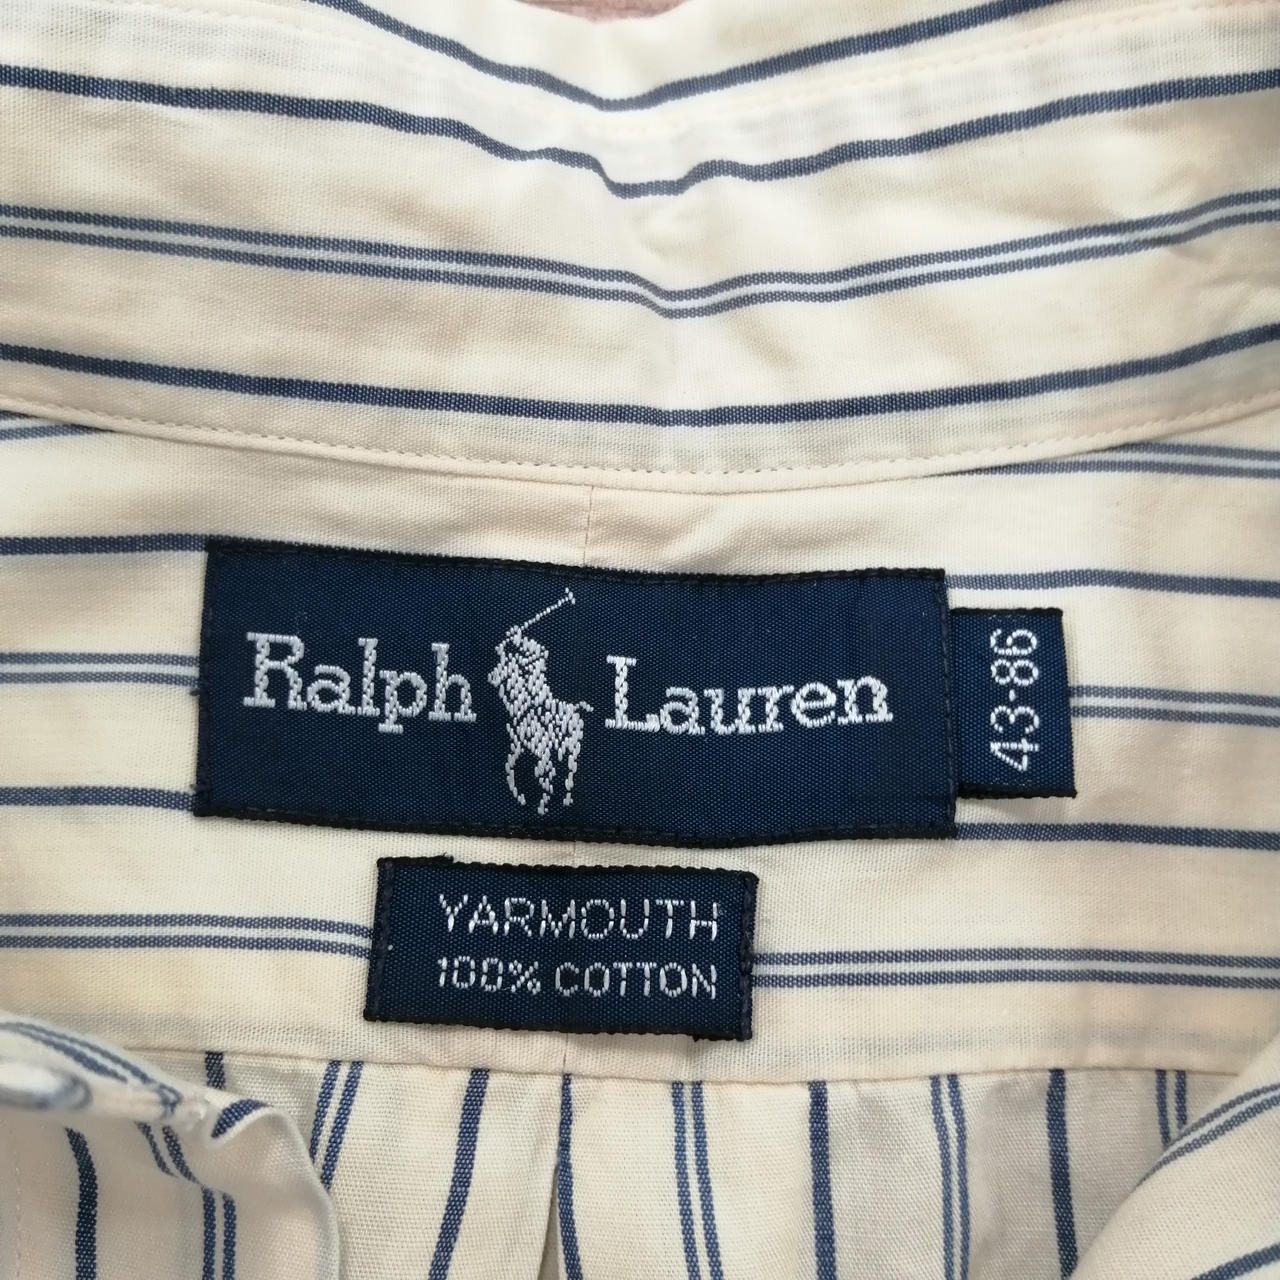 Ralph Lauren
43-86
YARMOUTH
100% COTTON